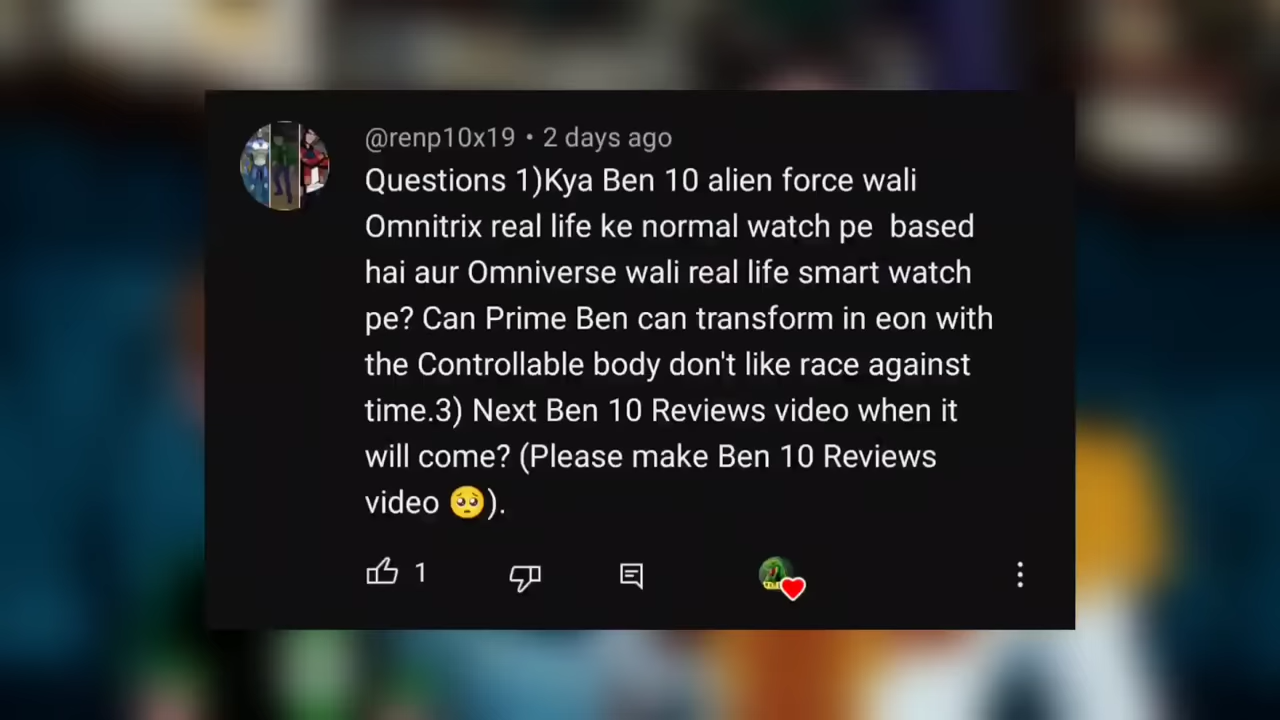 @renp10x19 • 2 days ago
Questions 1)Kya Ben 10 alien force wali
Omnitrix real life ke normal watch pe  based
hai aur Omniverse wali real life smart watch
pe? Can Prime Ben can transform in eon with
the Controllable body don't like race against
time.3) Next Ben 10 Reviews video when it
will come? (Please make Ben 10 Reviews
video 🥺).
1